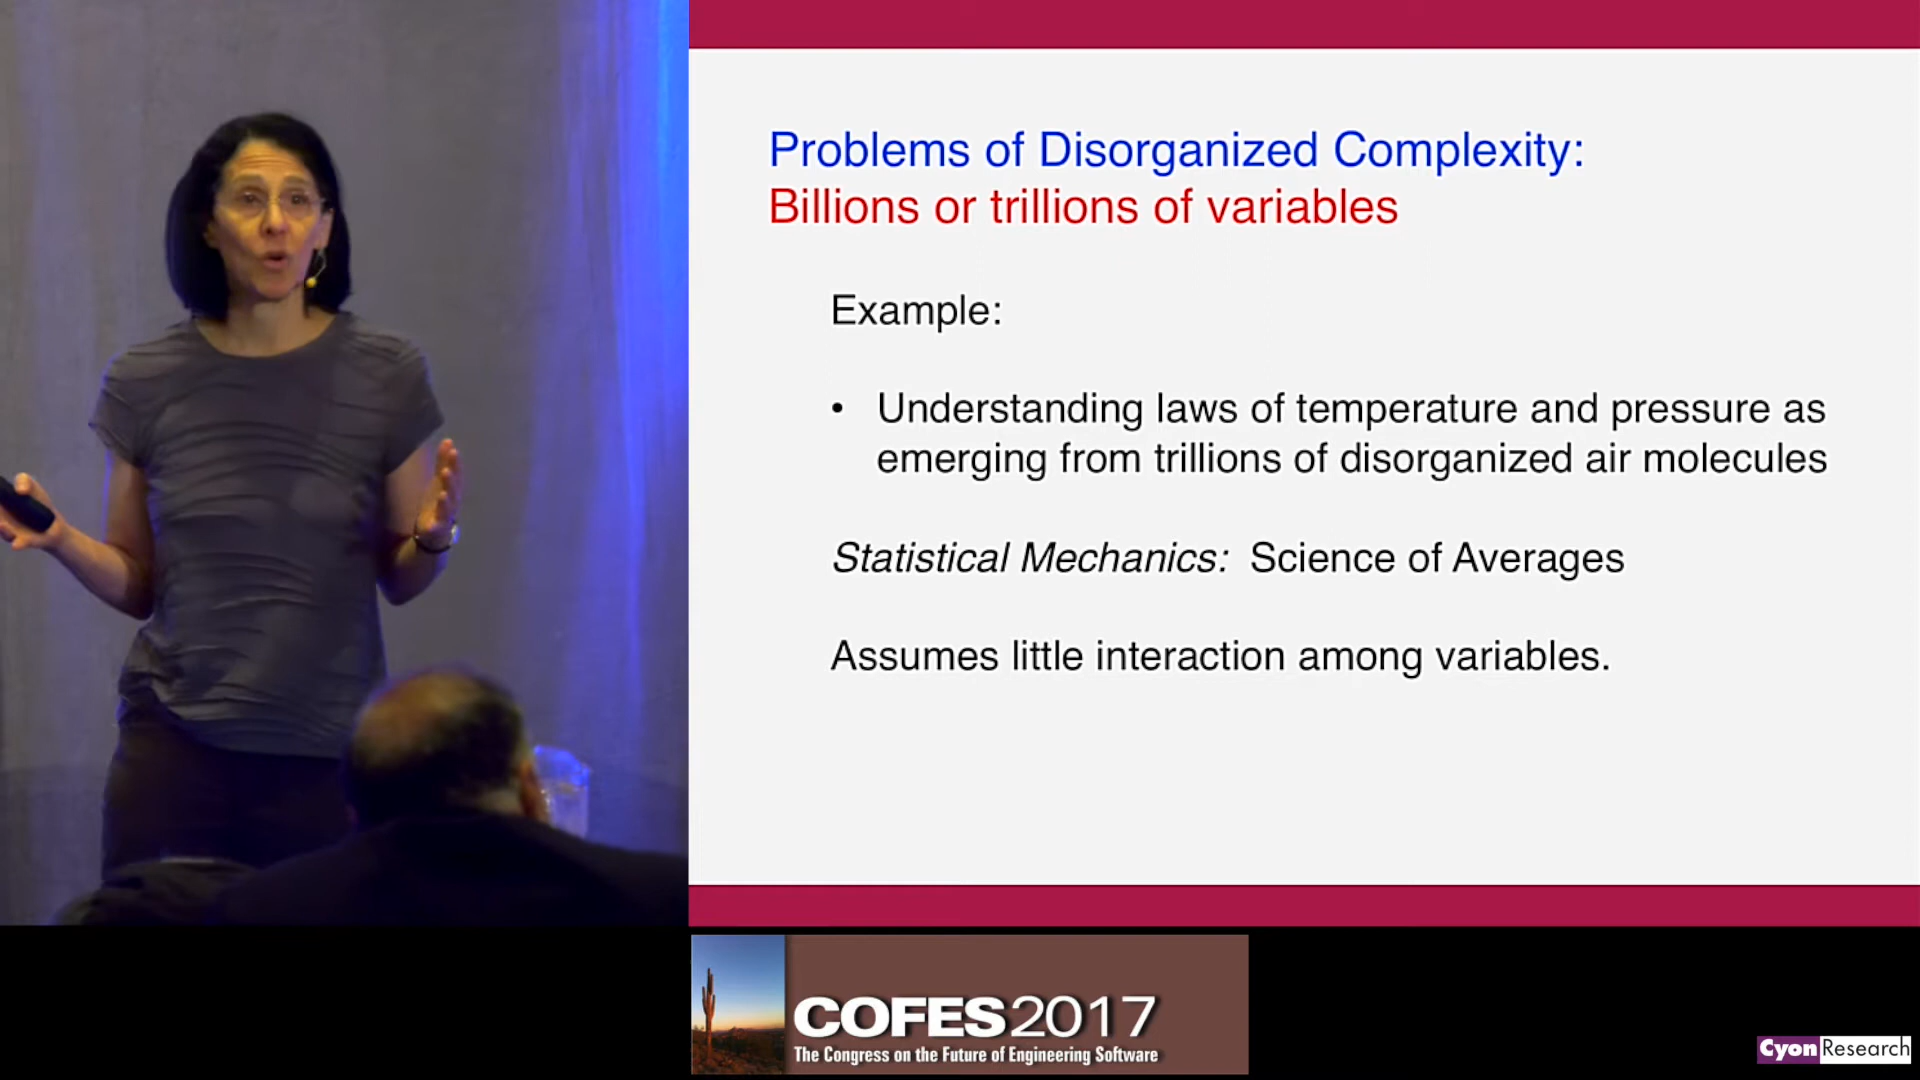 Problems of Disorganized Complexity:
Billions or trillions of variables
Example:
• Understanding laws of temperature and pressure as
emerging from trillions of disorganized air molecules
Statistical Mechanics: Science of Averages
Assumes little interaction among variables.
COFES2017
The Congress on the Future of Engineering Software
CyonResearch